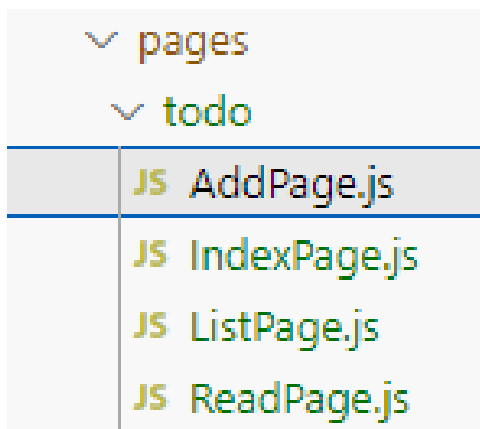 pages
todo
JS AddPage.js
JS IndexPage.js
JS ListPage.js
JS ReadPage.js